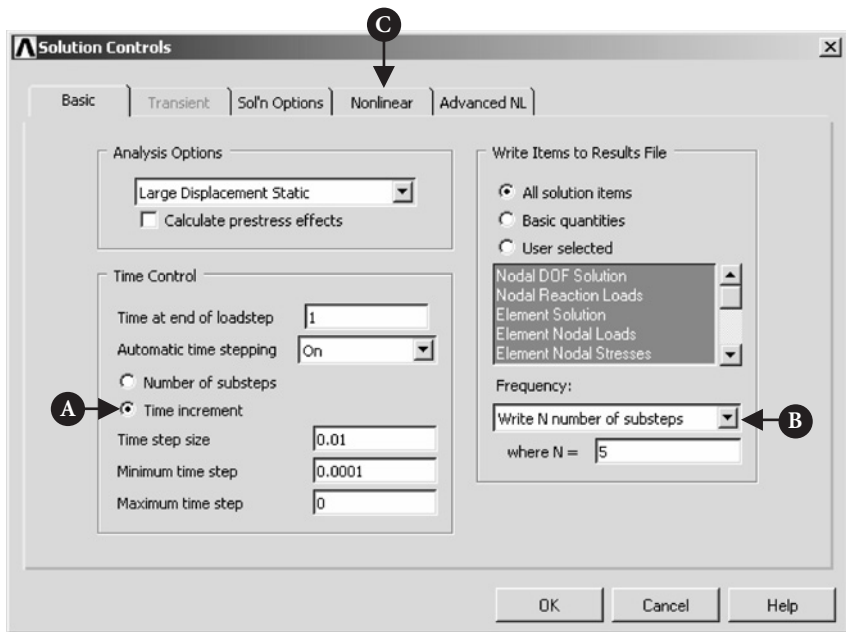 C
Solution Controls
Basic
Transient
Sol'n Options
Nonlinear
Advanced NL
Analysis Options
Large Displacement Static
Calculate prestress effects
Time Control
Time at end of loadstep 1
Automatic time stepping On
Number of substeps
A
Time increment
Time step size 0.01
Minimum time step 0.0001
Maximum time step 0
Write Items to Results File
All solution items
Basic quantities
User selected
Nodal DOF Solution
Nodal Reaction Loads
Element Solution
Element Nodal Loads
Element Nodal Stresses
Frequency:
Write N number of substeps
B
where N = 5
OK
Cancel
Help